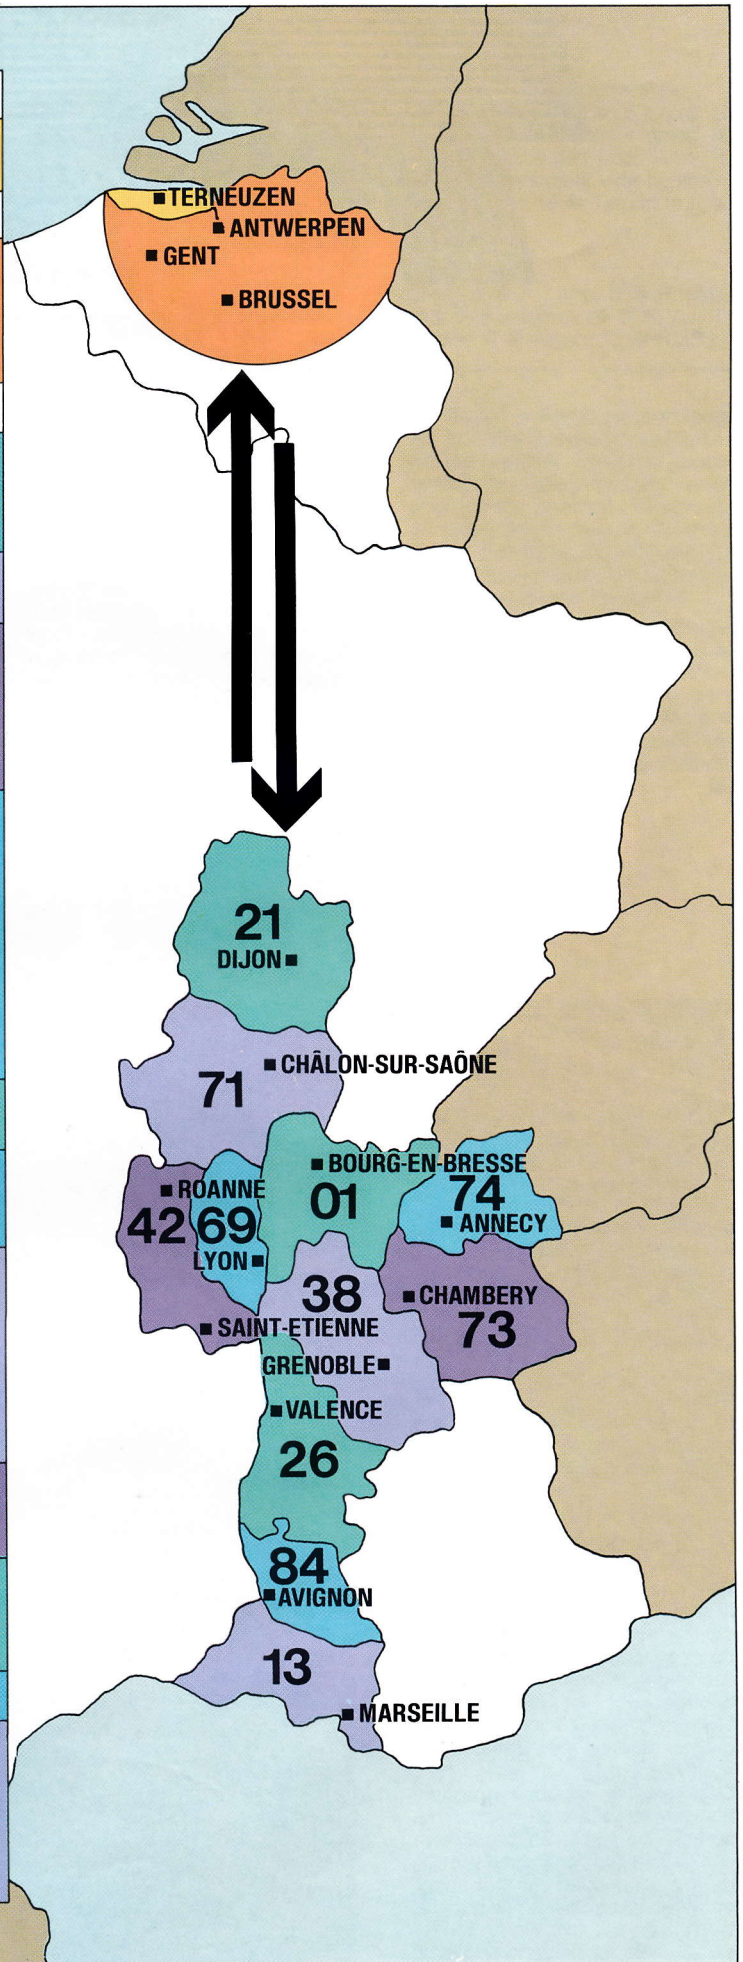 TERNEUZEN
ANTWERPEN
GENT
BRUSSEL
21
DIJON
CHÂLON-SUR-SAÔNE
71
BOURG-EN-BRESSE
ROANNE
74
01
42
69
ANNECY
LYON
38
CHAMBERY
SAINT-ETIENNE
73
GRENOBLE
VALENCE
26
84
AVIGNON
13
MARSEILLE